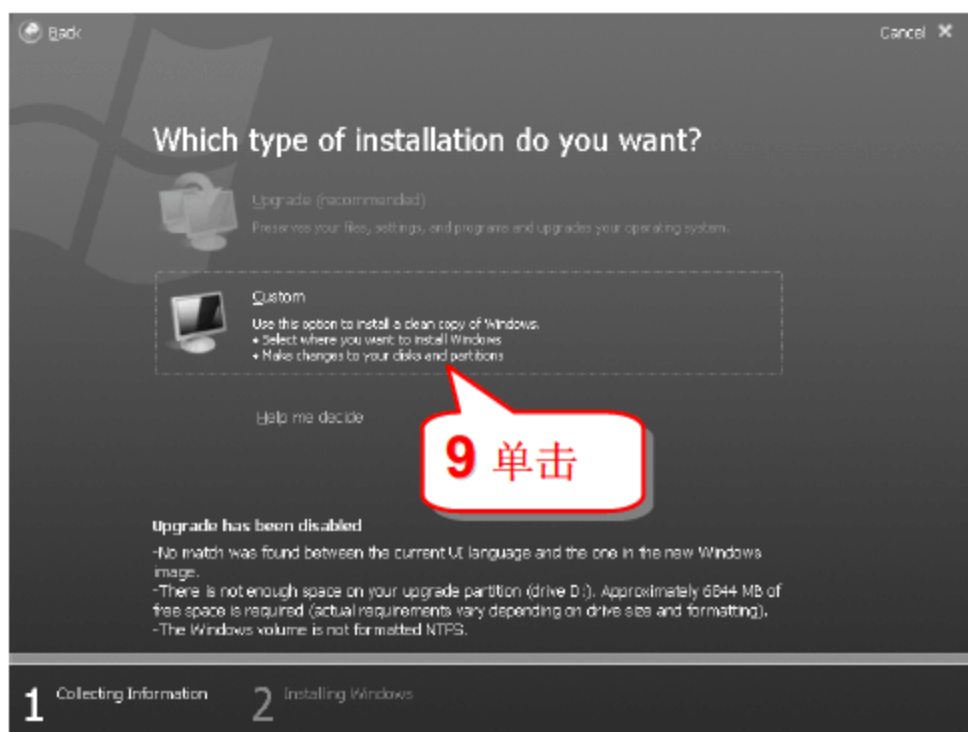 Back
Cancel
Which type of installation do you want?
Upgrade (recommended)
Preserves your files, settings, and programs and upgrades your operating system.
Custom
Use this option to install a clean copy of Windows.
• Select where you want to install Windows
• Make changes to your disks and partitions
Help me decide
9 单击
Upgrade has been disabled
-No match was found between the current UI language and the one in the new Windows
image.
-There is not enough space on your upgrade partition (drive D:). Approximately 6844 MB of
free space is required (actual requirements vary depending on drive size and formatting).
-The Windows volume is not formatted NTFS.
1 Collecting Information
2 Installing Windows